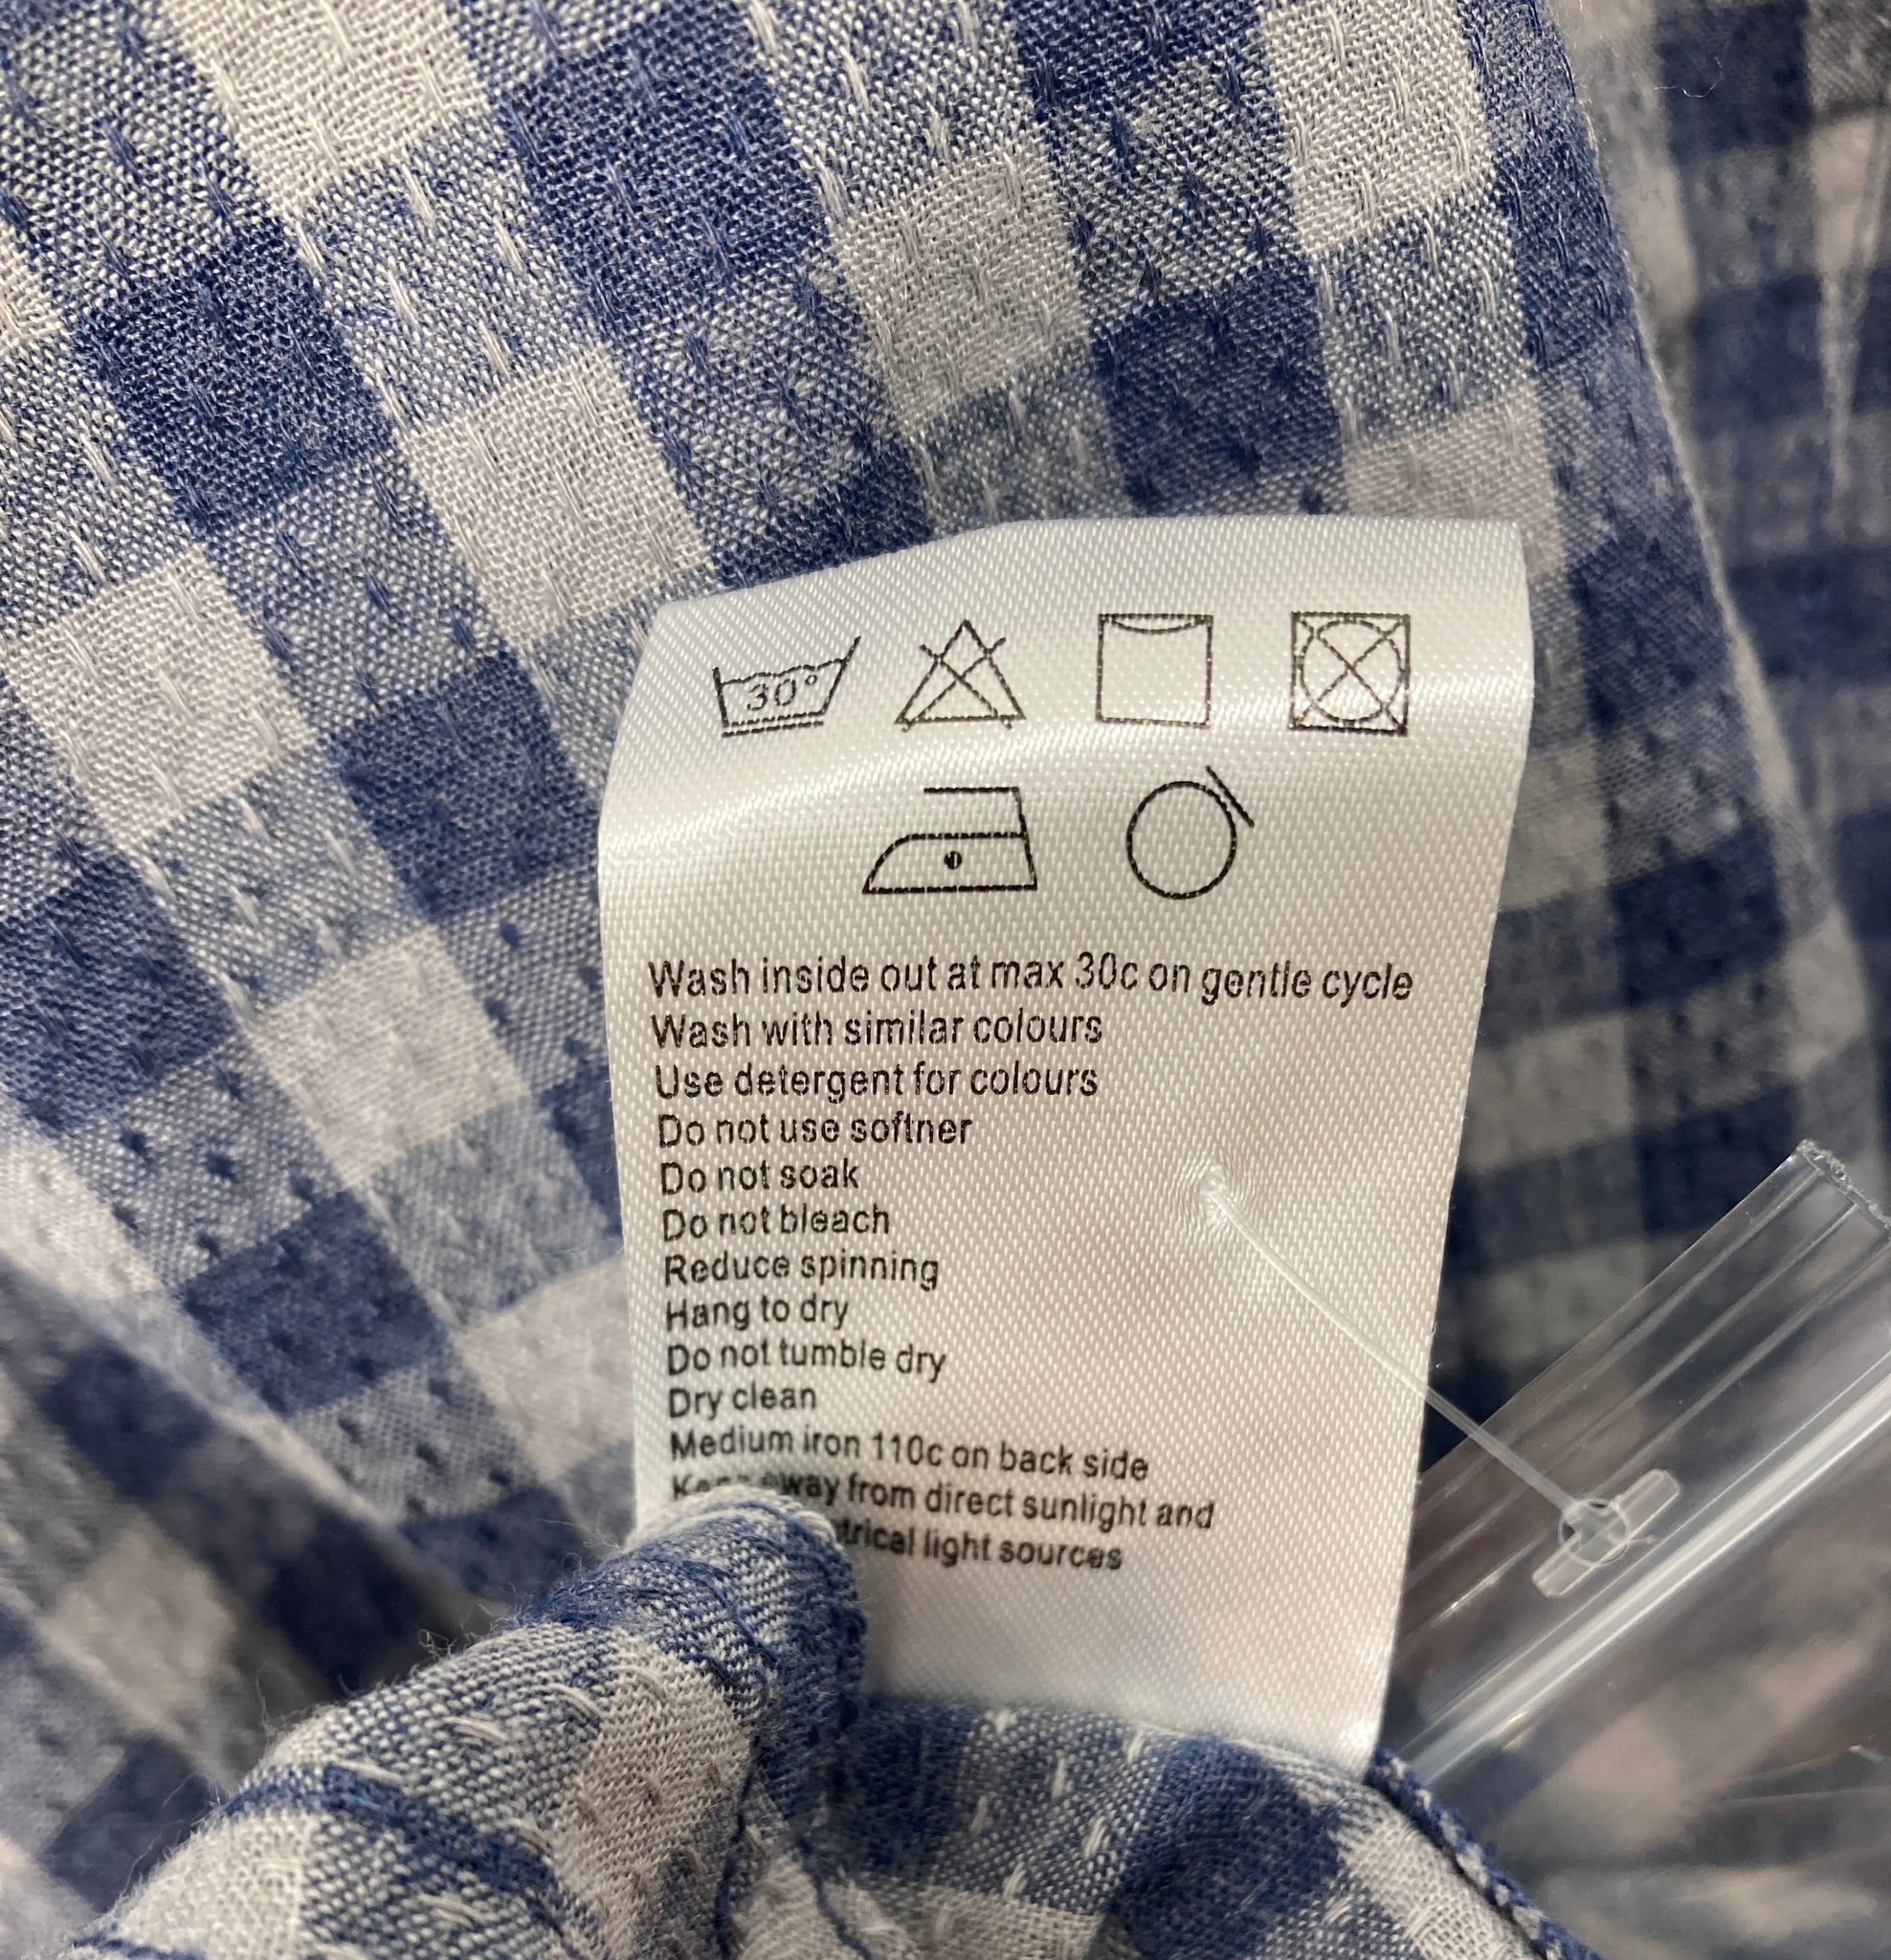 30°
Wash inside out at max 30c on gentle cycle
Wash with similar colours
Use detergent for colours
Do not use softner
Do not soak
Do not bleach
Reduce spinning
Hang to dry
Do not tumble dry
Dry clean
Medium iron 110c on back side
from direct sunlight and
light sources